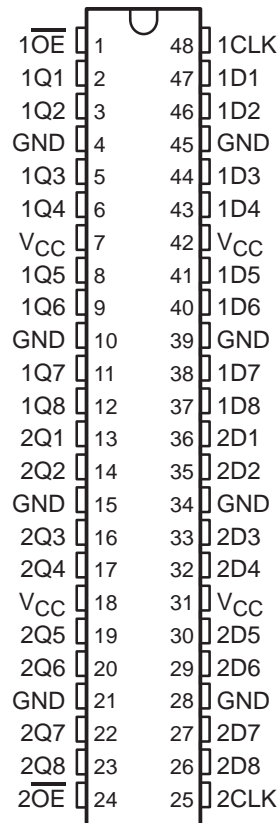 1O̅E̅ 1 48 1CLK
1Q1 2 47 1D1
1Q2 3 46 1D2
GND 4 45 GND
1Q3 5 44 1D3
1Q4 6 43 1D4
VCC 7 42 VCC
1Q5 8 41 1D5
1Q6 9 40 1D6
GND 10 39 GND
1Q7 11 38 1D7
1Q8 12 37 1D8
2Q1 13 36 2D1
2Q2 14 35 2D2
GND 15 34 GND
2Q3 16 33 2D3
2Q4 17 32 2D4
VCC 18 31 VCC
2Q5 19 30 2D5
2Q6 20 29 2D6
GND 21 28 GND
2Q7 22 27 2D7
2Q8 23 26 2D8
2O̅E̅ 24 25 2CLK